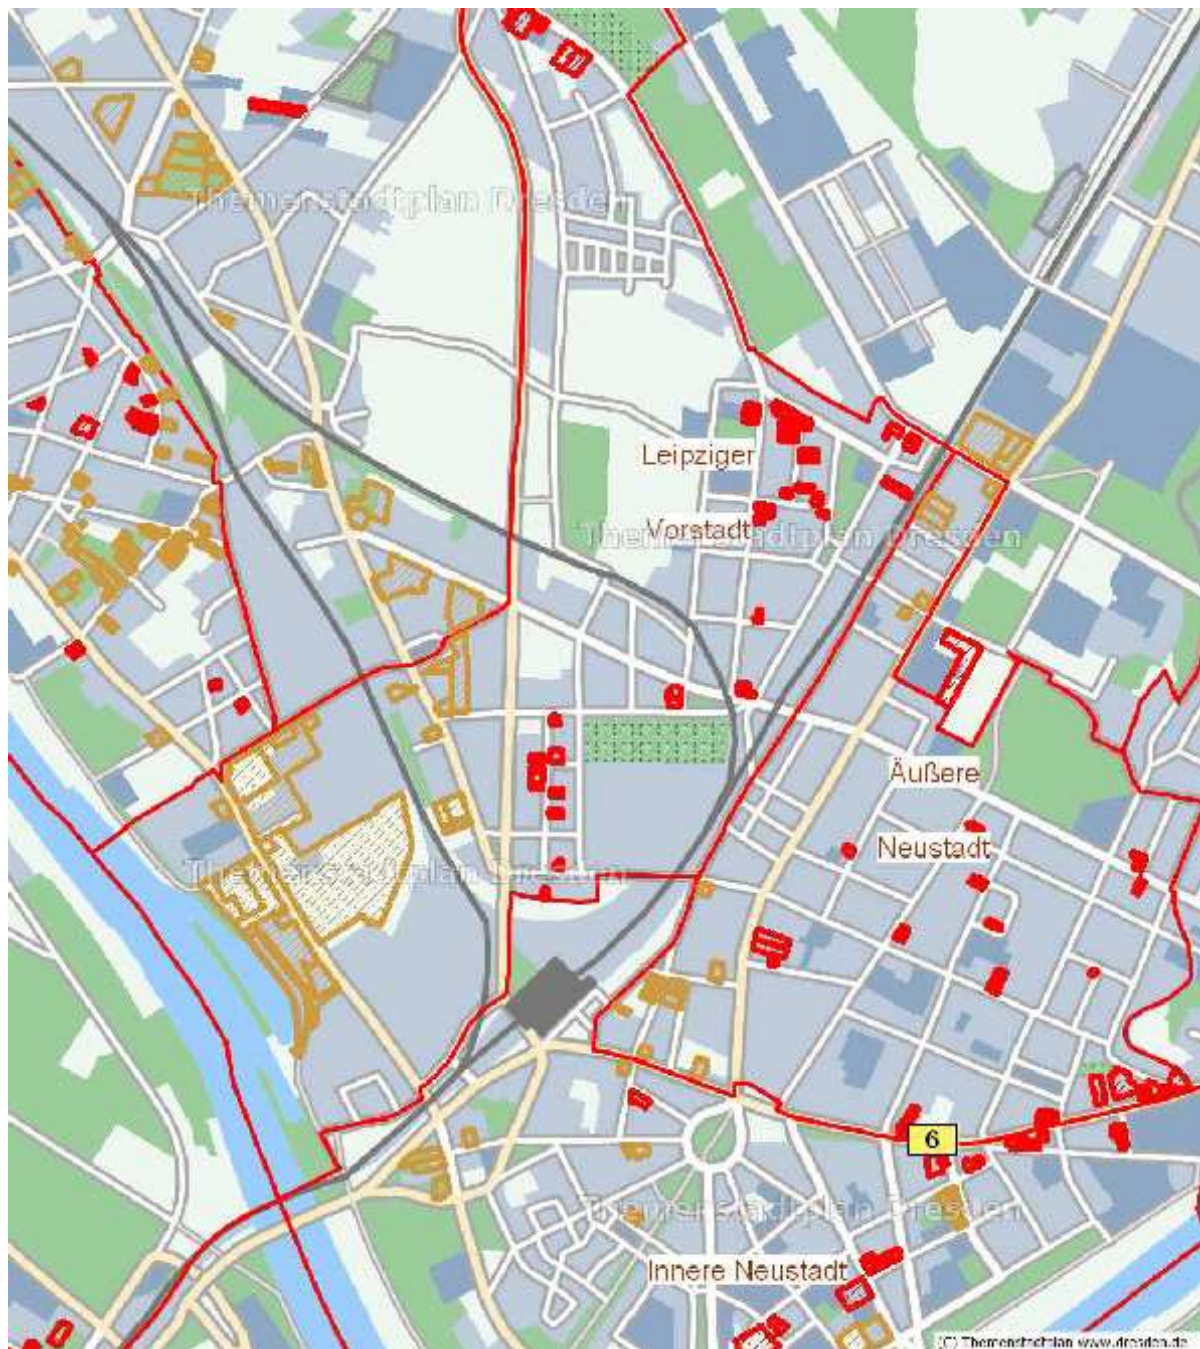 Themenstadtplan Dresden
Leipziger
Vorstadt
Themenstadtplan Dresden
Äußere
Neustadt
Themenstadtplan Dresden
6
Themenstadtplan Dresden
Innere Neustadt
(C) Themenstadtplan www.dresden.de